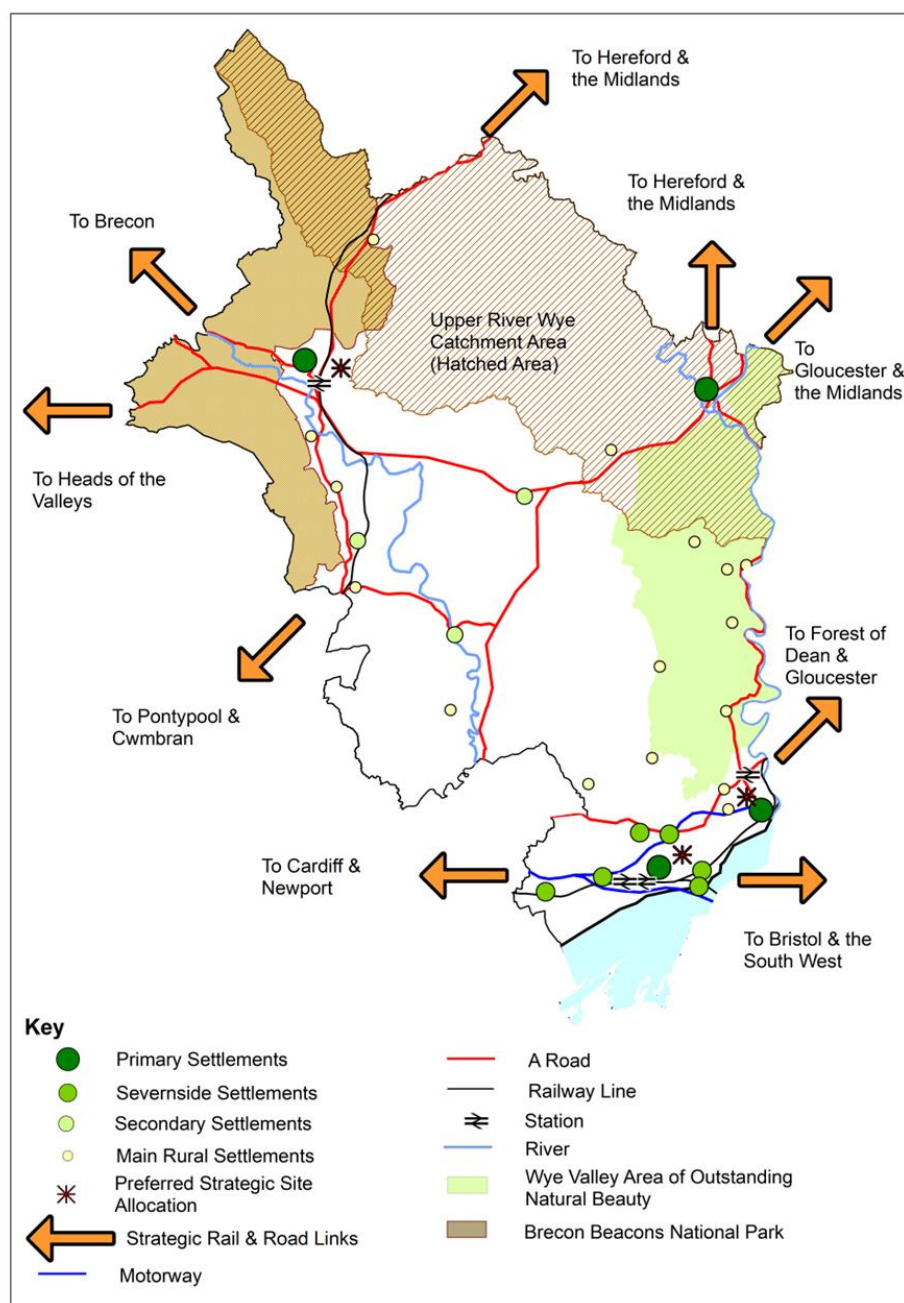 To Hereford &
the Midlands
To Hereford &
the Midlands
To Brecon
Upper River Wye
Catchment Area
(Hatched Area)
To
Gloucester &
the Midlands
To Heads of the
Valleys
To Forest of
Dean &
Gloucester
To Pontypool &
Cwmbran
To Cardiff &
Newport
To Bristol & the
South West
Key
Primary Settlements
Severnside Settlements
Secondary Settlements
Main Rural Settlements
Preferred Strategic Site
Allocation
Strategic Rail & Road Links
Motorway
A Road
Railway Line
Station
River
Wye Valley Area of Outstanding
Natural Beauty
Brecon Beacons National Park